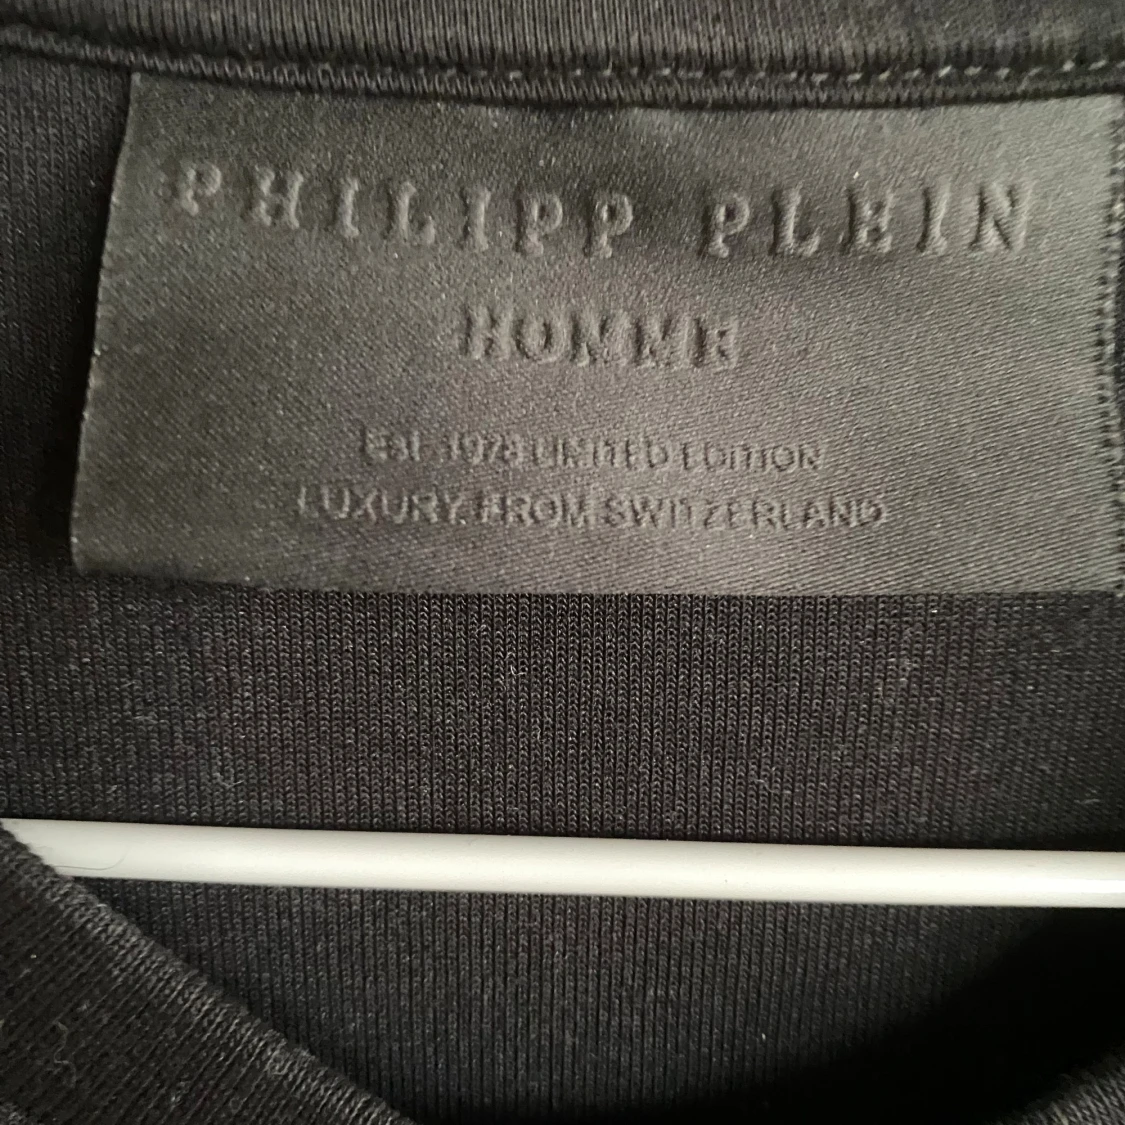 PHILIPP PLEIN
HOMME
Est. 1978 LIMITED EDITION
LUXURY FROM SWITZERLAND